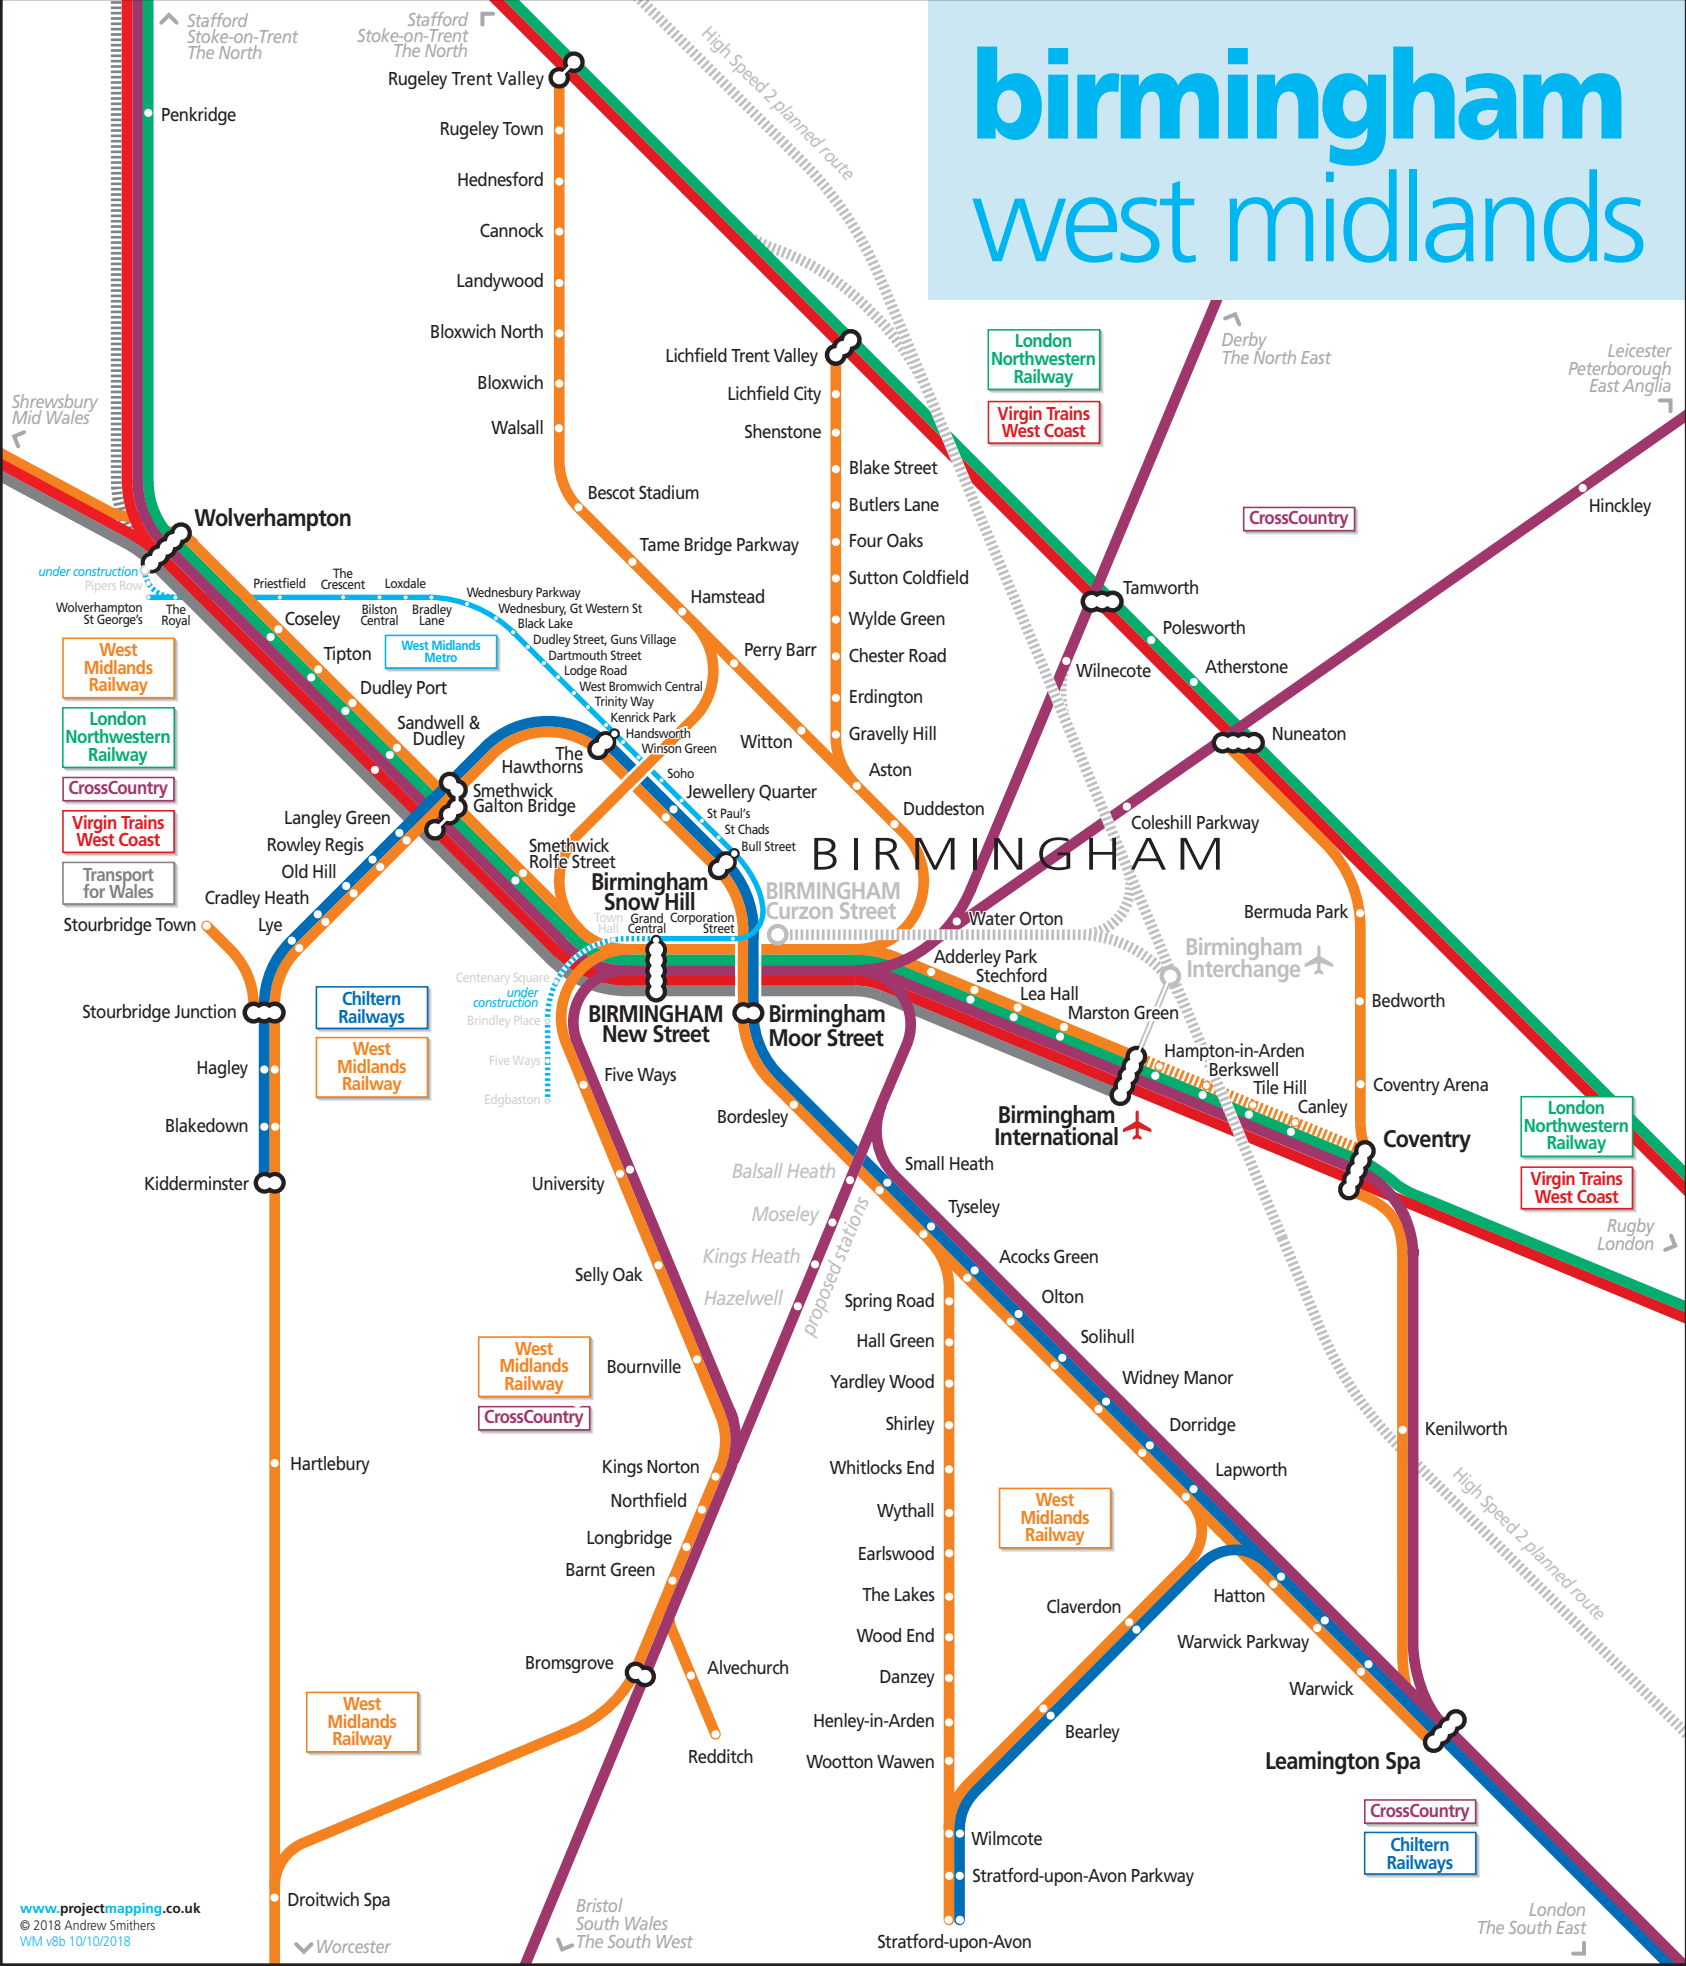 birmingham
west midlands
Stafford
Stoke-on-Trent
The North
Stafford
Stoke-on-Trent
The North
High Speed 2 planned route
Penkridge
Rugeley Trent Valley
Rugeley Town
Hednesford
Cannock
Landywood
Bloxwich North
Bloxwich
Walsall
Bescot Stadium
Tame Bridge Parkway
Hamstead
Perry Barr
Witton
Lichfield Trent Valley
Lichfield City
Shenstone
Blake Street
Butlers Lane
Four Oaks
Sutton Coldfield
Wylde Green
Chester Road
Erdington
Gravelly Hill
Aston
Duddeston
London
Northwestern
Railway
Virgin Trains
West Coast
Derby
The North East
Leicester
Peterborough
East Anglia
CrossCountry
Hinckley
Tamworth
Polesworth
Wilnecote
Atherstone
Nuneaton
Coleshill Parkway
Water Orton
Bermuda Park
Bedworth
Coventry Arena
Shrewsbury
Mid Wales
Wolverhampton
under construction
Pipers Row
Wolverhampton
St George's
The
Royal
Priestfield
The
Crescent
Bilston
Central
Loxdale
Bradley
Lane
Wednesbury Parkway
Wednesbury, Gt Western St
Black Lake
Dudley Street, Guns Village
Dartmouth Street
Lodge Road
West Bromwich Central
Trinity Way
Kenrick Park
Handsworth
Winson Green
Soho
Jewellery Quarter
St Paul's
St Chads
Bull Street
West Midlands
Metro
Coseley
Tipton
Dudley Port
Sandwell &
Dudley
The
Hawthorns
Smethwick
Galton Bridge
Smethwick
Rolfe Street
West
Midlands
Railway
London
Northwestern
Railway
CrossCountry
Virgin Trains
West Coast
Transport
for Wales
Langley Green
Rowley Regis
Old Hill
Cradley Heath
Lye
Stourbridge Town
Stourbridge Junction
Hagley
Blakedown
Kidderminster
Hartlebury
Droitwich Spa
Chiltern
Railways
West
Midlands
Railway
BIRMINGHAM
Birmingham
Snow Hill
Town
Hall
Grand
Central
Corporation
Street
BIRMINGHAM
Curzon Street
Centenary Square
under
construction
Brindley Place
Five Ways
Edgbaston
BIRMINGHAM
New Street
Birmingham
Moor Street
Adderley Park
Stechford
Lea Hall
Marston Green
Birmingham
Interchange
Birmingham
International
Hampton-in-Arden
Berkswell
Tile Hill
Canley
Coventry
London
Northwestern
Railway
Virgin Trains
West Coast
Rugby
London
Five Ways
University
Selly Oak
Bournville
Kings Norton
Northfield
Longbridge
Barnt Green
Bromsgrove
Alvechurch
Redditch
West
Midlands
Railway
CrossCountry
Balsall Heath
Moseley
Kings Heath
Hazelwell
proposed stations
Bordesley
Small Heath
Tyseley
Acocks Green
Olton
Solihull
Widney Manor
Dorridge
Lapworth
Hatton
Warwick Parkway
Warwick
Leamington Spa
Kenilworth
High Speed 2 planned route
Spring Road
Hall Green
Yardley Wood
Shirley
Whitlocks End
Wythall
Earlswood
The Lakes
Wood End
Danzey
Henley-in-Arden
Wootton Wawen
Wilmcote
Stratford-upon-Avon Parkway
Stratford-upon-Avon
West
Midlands
Railway
Claverdon
Bearley
West
Midlands
Railway
CrossCountry
Chiltern
Railways
London
The South East
Bristol
South Wales
The South West
Worcester
www.projectmapping.co.uk
© 2018 Andrew Smithers
WM v8b 10/10/2018